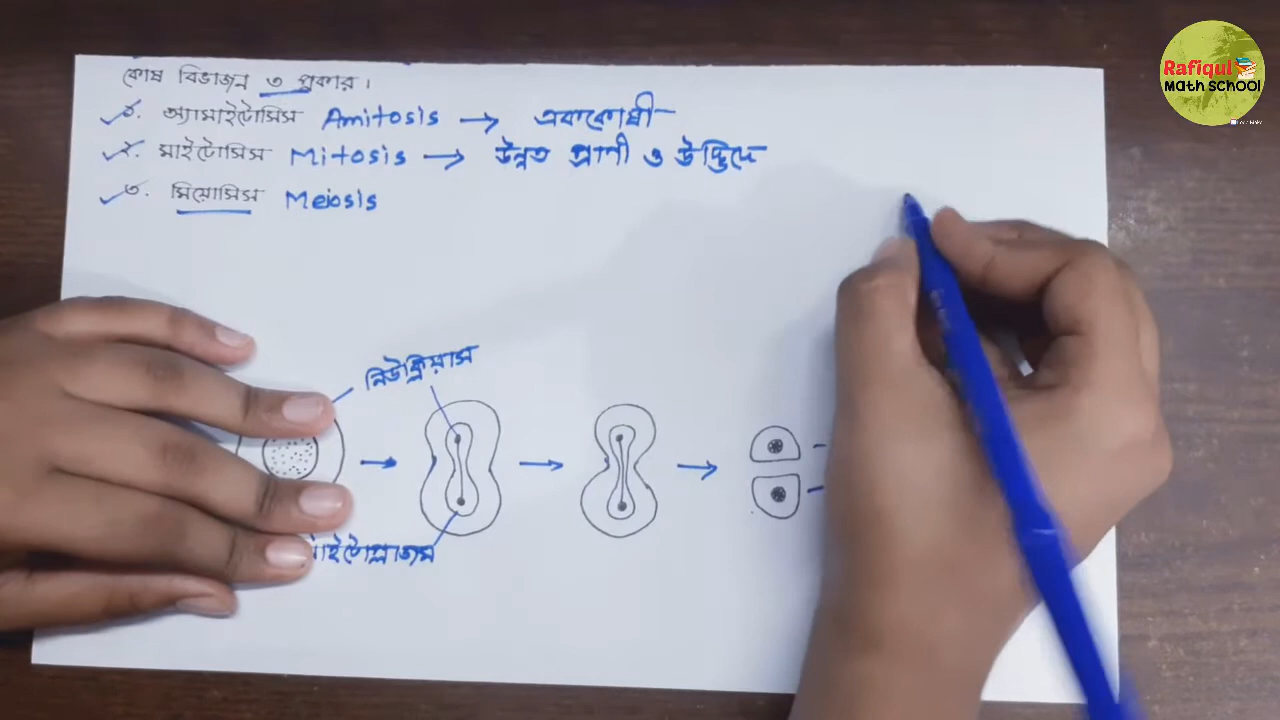 কোষ বিভাজন ৩ প্রকার।
১. অ্যামাইটোসিস Amitosis → এককোষী
২. মাইটোসিস Mitosis → উন্নত প্রাণী ও উদ্ভিদে
৩. মিয়োসিস Meiosis
নিউক্লিয়াস
সাইটোপ্লাজম
Rafiqul
Math School